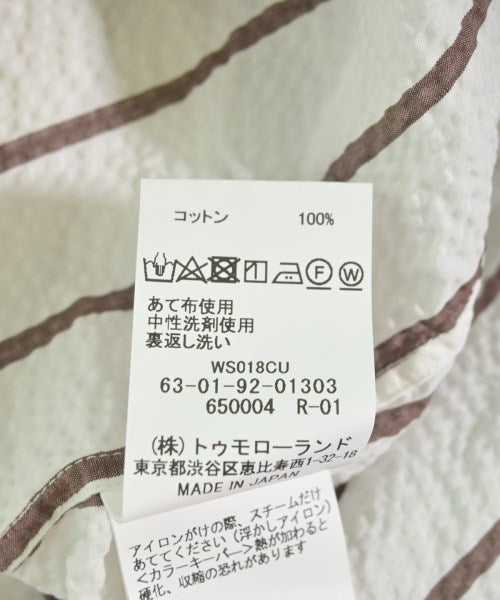 コットン 100%
F W
あて布使用
中性洗剤使用
裏返し洗い
WS018CU
63-01-92-01303
650004 R-01
(株)トゥモローランド
東京都渋谷区恵比寿西1-32-18
MADE IN JAPAN
アイロンがけの際、スチームだけ
あててください(浮かしアイロン)
<カラーキーパー>熱が加わると
硬化、収縮の恐れがあります